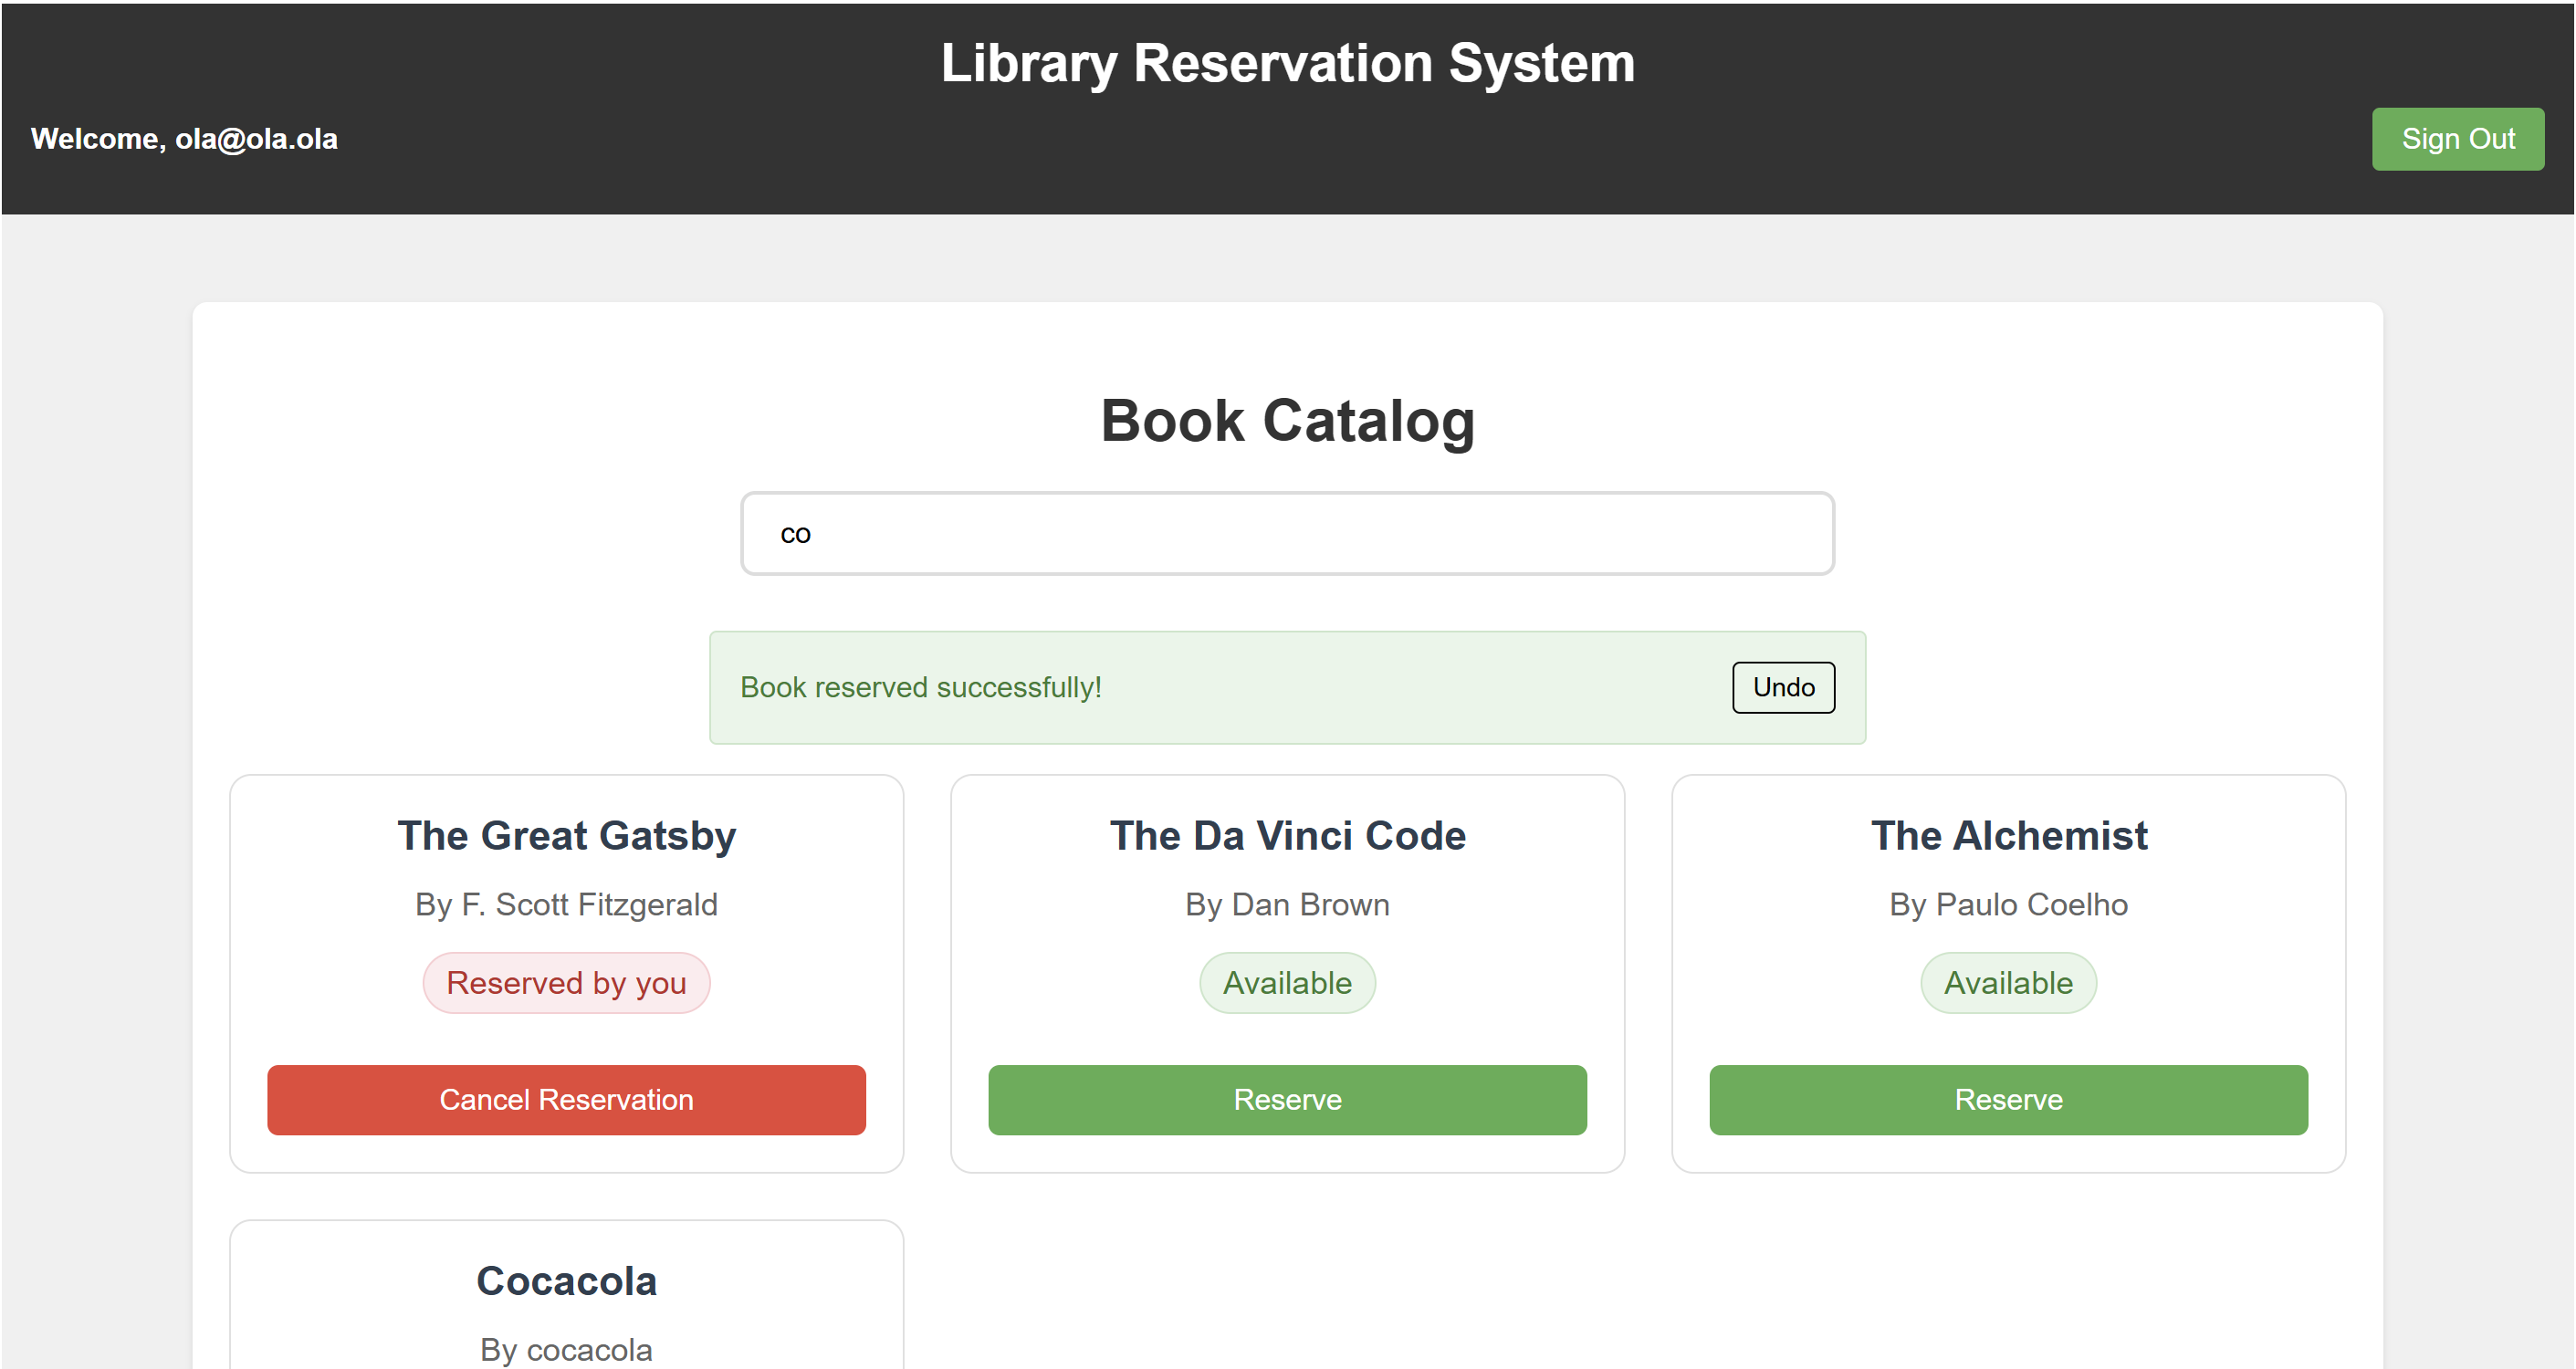 Library Reservation System
Welcome, ola@ola.ola
Sign Out
Book Catalog
co
Book reserved successfully!
Undo
The Great Gatsby
By F. Scott Fitzgerald
Reserved by you
Cancel Reservation
The Da Vinci Code
By Dan Brown
Available
Reserve
The Alchemist
By Paulo Coelho
Available
Reserve
Cocacola
By cocacola